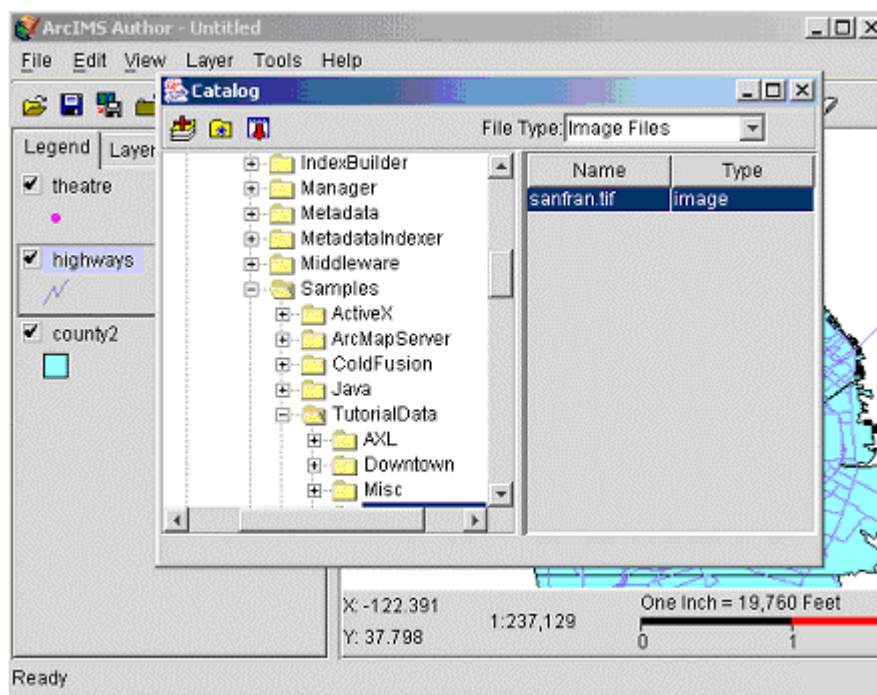 ArcIMS Author - Untitled
File Edit View Layer Tools Help
Catalog
File Type: Image Files
Legend Layer
theatre
highways
county2
IndexBuilder
Manager
Metadata
MetadataIndexer
Middleware
Samples
ActiveX
ArcMapServer
ColdFusion
Java
TutorialData
AXL
Downtown
Misc
Name Type
sanfran.tif image
X: -122.391
Y: 37.798
1:237,129
One Inch = 19,760 Feet
0 1
Ready